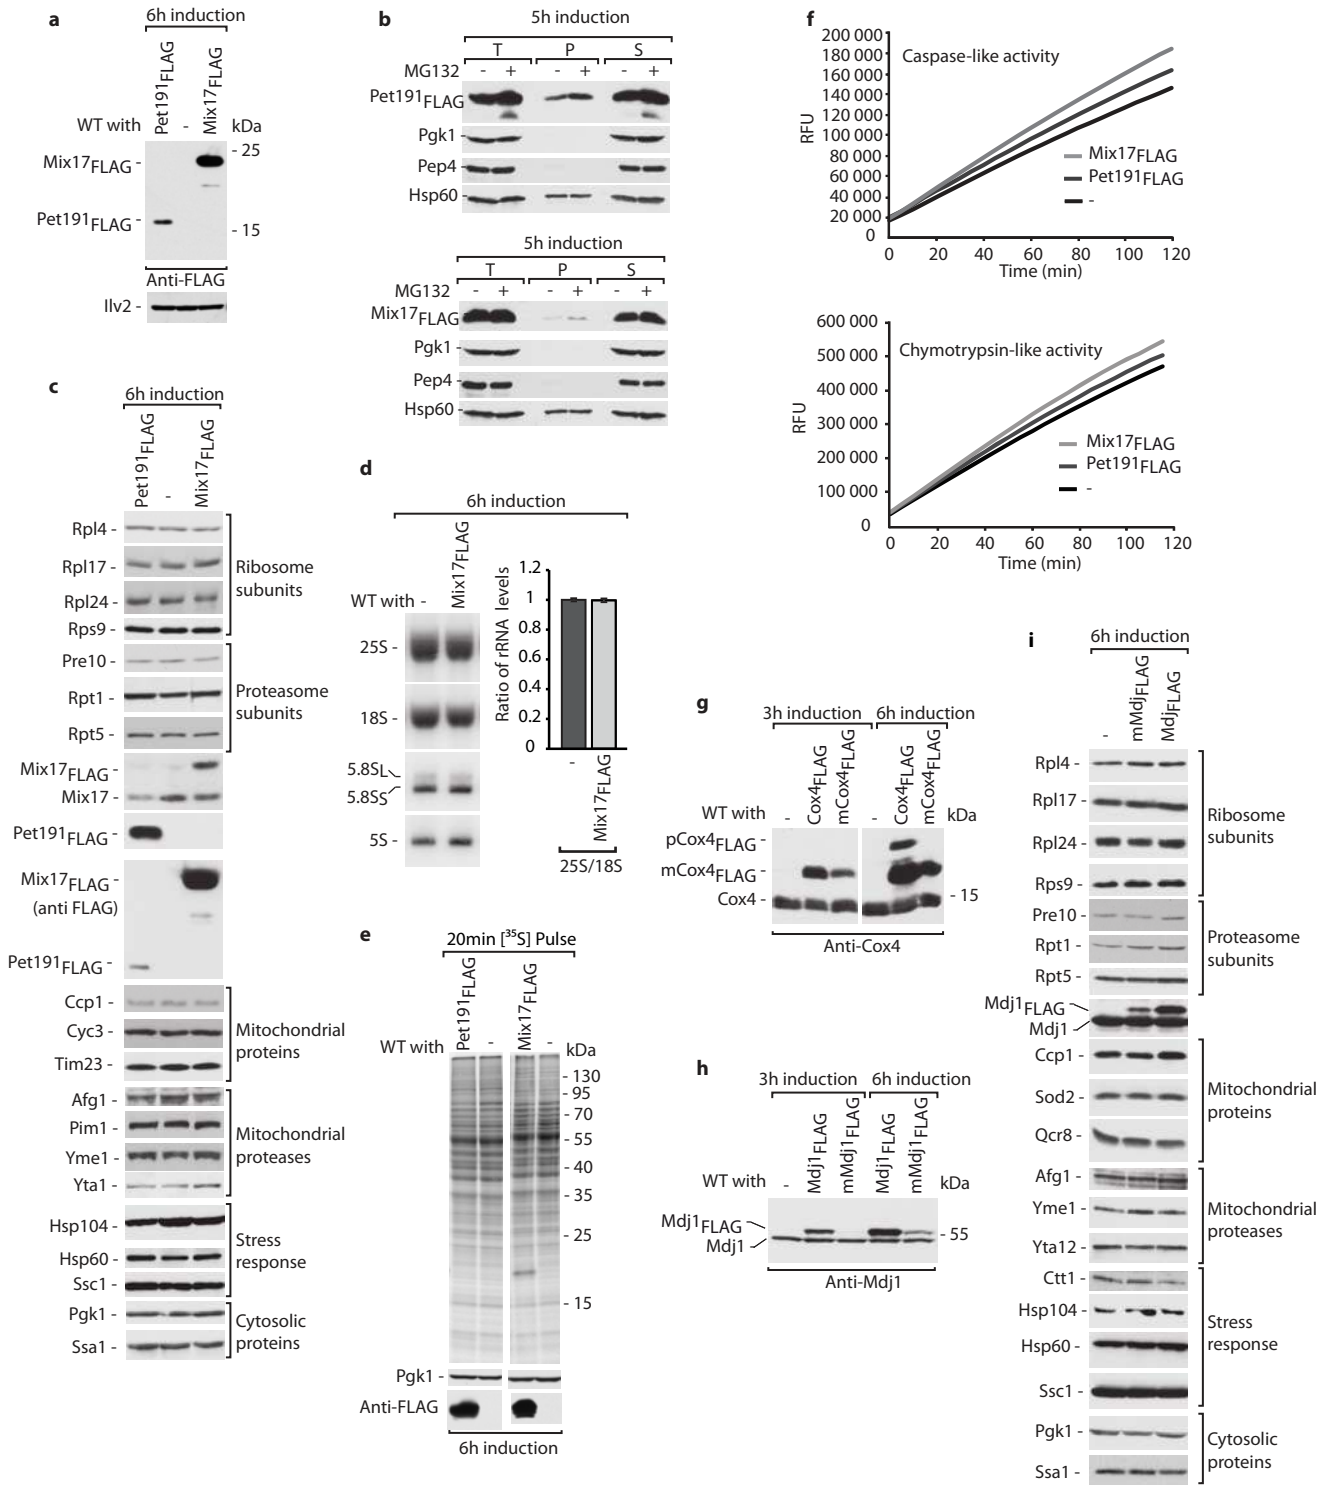 a
6h induction
WT with
Pet191FLAG
-
Mix17FLAG
kDa
Mix17FLAG -
- 25
Pet191FLAG -
- 15
Anti-FLAG
Ilv2 -
b
5h induction
T P S
MG132 - + - + - +
Pet191FLAG
Pgk1 -
Pep4 -
Hsp60 -
5h induction
T P S
MG132 - + - + - +
Mix17FLAG
Pgk1 -
Pep4 -
Hsp60 -
c
6h induction
Pet191FLAG
-
Mix17FLAG
Rpl4 -
Rpl17 -
Rpl24 -
Rps9 -
Ribosome
subunits
Pre10 -
Rpt1 -
Rpt5 -
Proteasome
subunits
Mix17FLAG -
Mix17 -
Pet191FLAG -
Mix17FLAG -
(anti FLAG)
Pet191FLAG -
Ccp1 -
Cyc3 -
Tim23 -
Mitochondrial
proteins
Afg1 -
Pim1 -
Yme1 -
Yta1 -
Mitochondrial
proteases
Hsp104 -
Hsp60 -
Ssc1 -
Stress
response
Pgk1 -
Ssa1 -
Cytosolic
proteins
d
6h induction
WT with -
Mix17FLAG
25S -
18S -
5.8SL
5.8SS
5S -
Ratio of rRNA levels
1.2
1
0.8
0.6
0.4
0.2
0
-
Mix17FLAG
25S/18S
e
20min [³⁵S] Pulse
WT with
Pet191FLAG
-
Mix17FLAG
-
kDa
- 130
- 95
- 70
- 55
- 40
- 35
- 25
- 15
Pgk1 -
Anti-FLAG
6h induction
f
Caspase-like activity
RFU
200 000
180 000
160 000
140 000
120 000
100 000
80 000
60 000
40 000
20 000
0
Mix17FLAG
Pet191FLAG
-
0 20 40 60 80 100 120
Time (min)
Chymotrypsin-like activity
RFU
600 000
500 000
400 000
300 000
200 000
100 000
0
Mix17FLAG
Pet191FLAG
-
0 20 40 60 80 100 120
Time (min)
g
3h induction 6h induction
WT with
-
Cox4FLAG
mCox4FLAG
-
Cox4FLAG
mCox4FLAG
kDa
pCox4FLAG -
mCox4FLAG -
Cox4 -
- 15
Anti-Cox4
h
3h induction 6h induction
WT with
-
Mdj1FLAG
mMdj1FLAG
Mdj1FLAG
mMdj1FLAG
kDa
Mdj1FLAG
Mdj1
- 55
Anti-Mdj1
i
6h induction
-
mMdjFLAG
MdjFLAG
Rpl4 -
Rpl17 -
Rpl24 -
Rps9 -
Ribosome
subunits
Pre10 -
Rpt1 -
Rpt5 -
Proteasome
subunits
Mdj1FLAG
Mdj1
Ccp1 -
Sod2 -
Qcr8 -
Mitochondrial
proteins
Afg1 -
Yme1 -
Yta12 -
Mitochondrial
proteases
Ctt1 -
Hsp104 -
Hsp60 -
Ssc1 -
Stress
response
Pgk1 -
Ssa1 -
Cytosolic
proteins